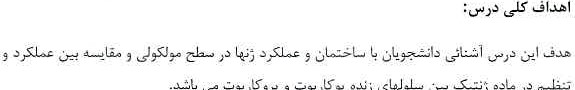 اهداف کلی درس:
هدف این درس آشنائی دانشجویان با ساختمان و عملکرد ژنها در سطح مولکولی و مقایسه بین عملکرد و
تنظیم در ماده ژنتیک بین سلولهای زنده یوکاریوت و پروکاریوت می باشد.